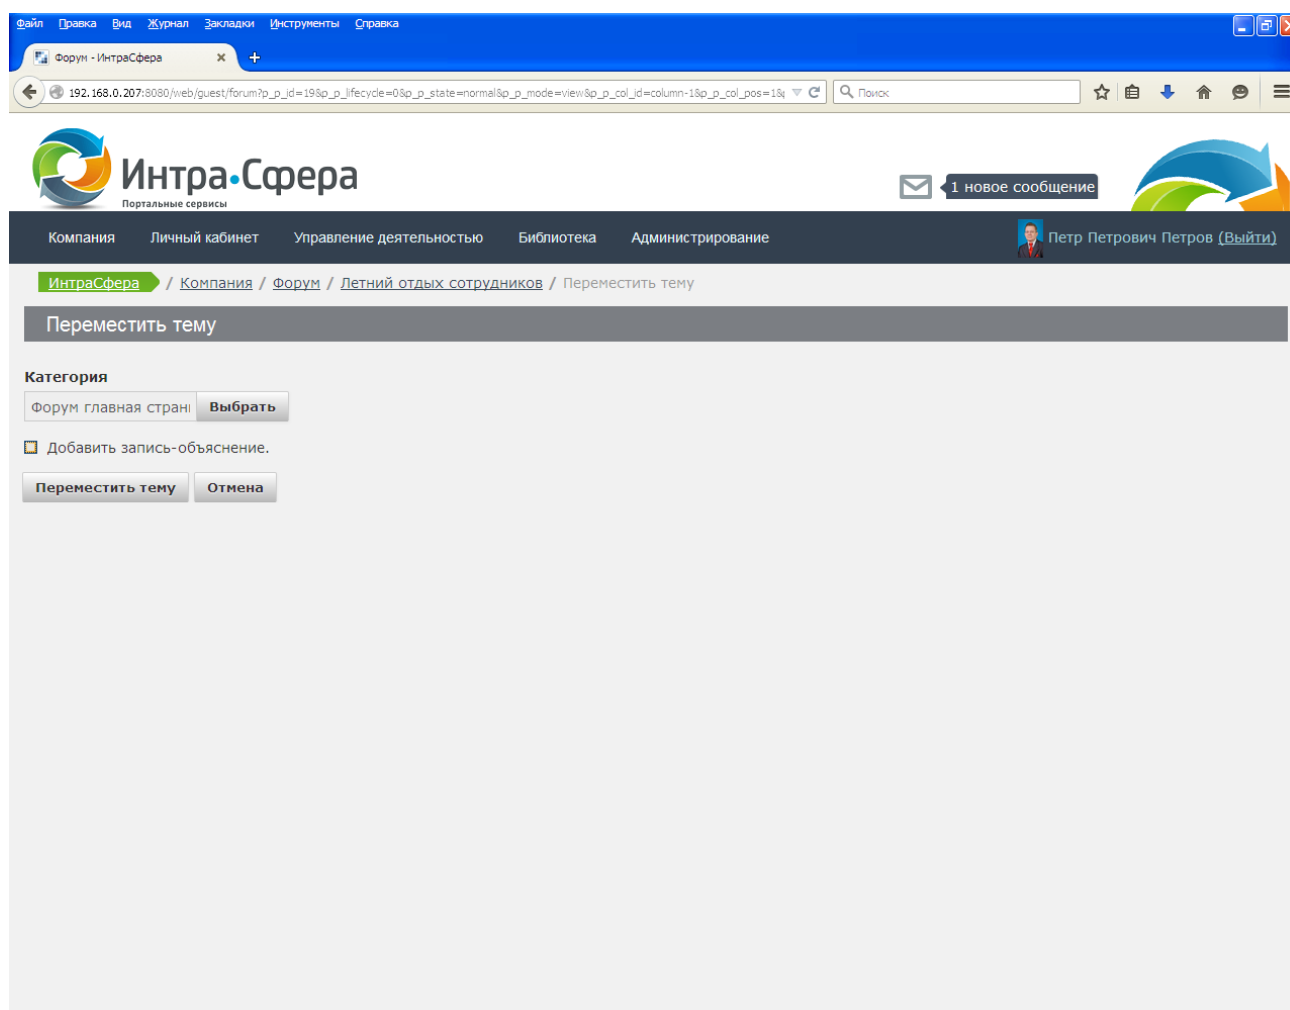 Файл Правка Вид Журнал Закладки Инструменты Справка
Форум - ИнтраСфера
192.168.0.207:8080/web/guest/forum?p_p_id=19&p_p_lifecycle=0&p_p_state=normal&p_p_mode=view&p_p_col_id=column-1&p_p_col_pos=1& Поиск
Интра•Сфера
Портальные сервисы
1 новое сообщение
Компания Личный кабинет Управление деятельностью Библиотека Администрирование Петр Петрович Петров (Выйти)
ИнтраСфера / Компания / Форум / Летний отдых сотрудников / Переместить тему
Переместить тему
Категория
Форум главная страни Выбрать
Добавить запись-объяснение.
Переместить тему Отмена